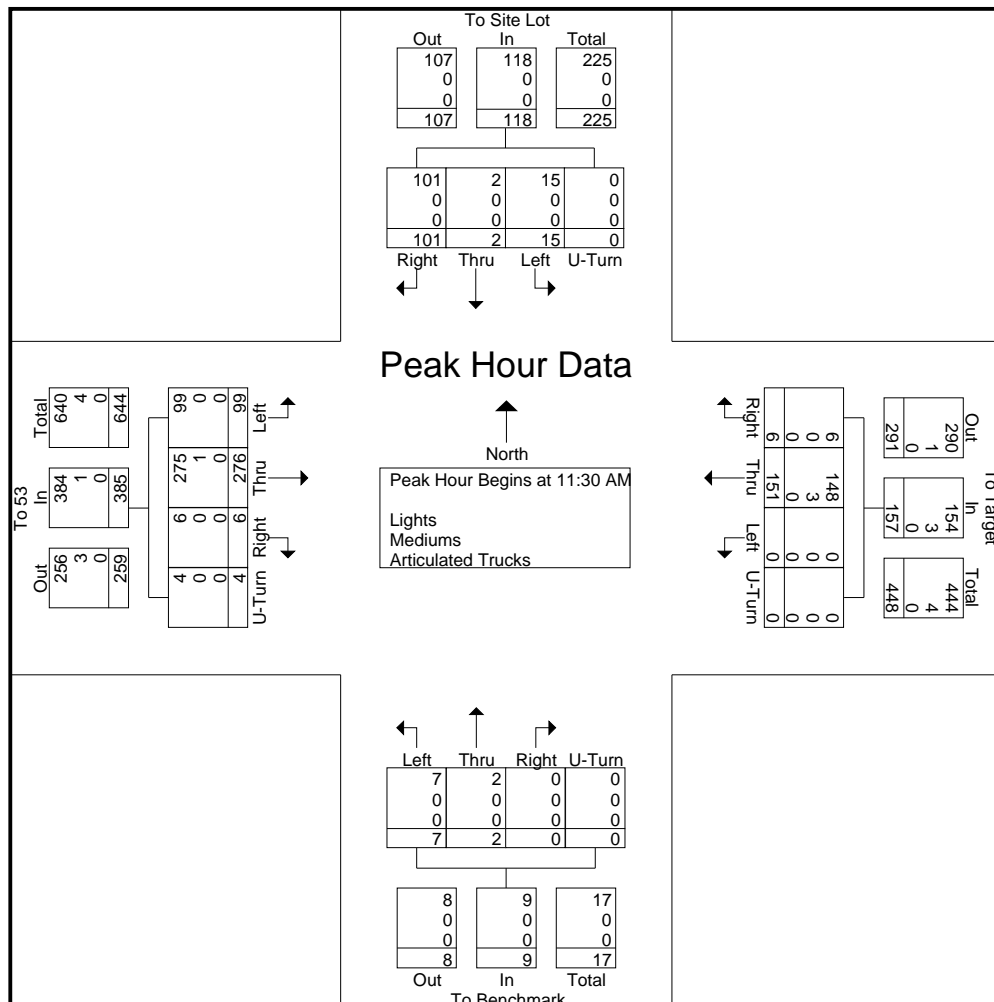 To Site Lot
Out In Total
107 118 225
0 0 0
0 0 0
107 118 225
101 2 15 0
0 0 0 0
0 0 0 0
101 2 15 0
Right Thru Left U-Turn
Peak Hour Data
North
Peak Hour Begins at 11:30 AM
Lights
Mediums
Articulated Trucks
To 53
Out In Total
256 384 640
3 1 4
0 0 0
259 385 644
U-Turn Right Thru Left
4 6 275 99
0 0 1 0
0 0 0 0
4 6 276 99
To Target
Out In Total
290 154 444
1 3 4
0 0 0
291 157 448
Right Thru Left U-Turn
6 148 0 0
0 3 0 0
0 0 0 0
6 151 0 0
Left Thru Right U-Turn
7 2 0 0
0 0 0 0
0 0 0 0
7 2 0 0
8 9 17
0 0 0
0 0 0
8 9 17
Out In Total
To Benchmark